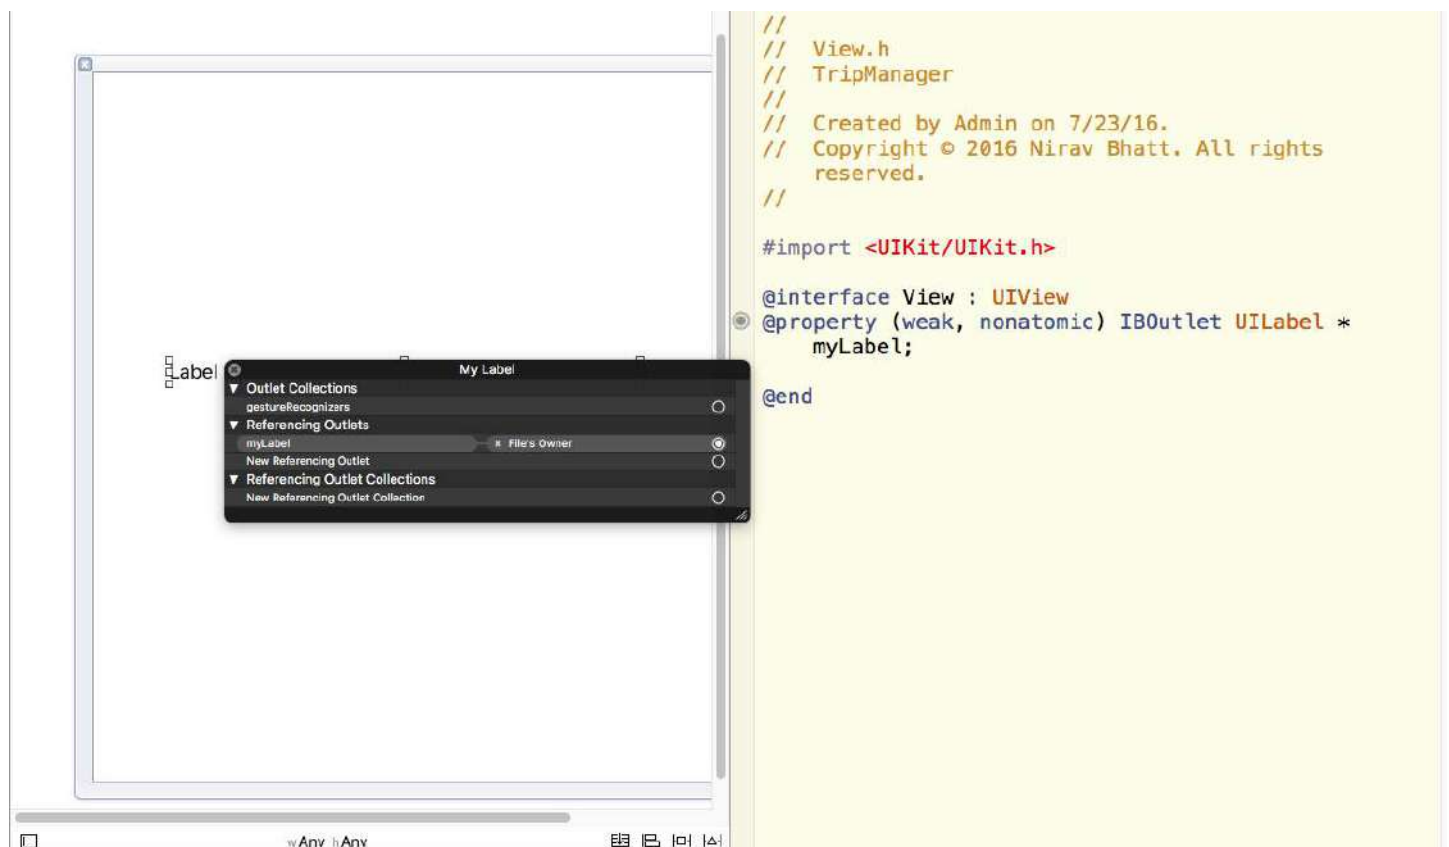 //
// View.h
// TripManager
//
// Created by Admin on 7/23/16.
// Copyright © 2016 Nirav Bhatt. All rights
reserved.
//
#import <UIKit/UIKit.h>
@interface View : UIView
@property (weak, nonatomic) IBOutlet UILabel *
myLabel;
@end
Label
My Label
▼ Outlet Collections
gestureRecognizers
▼ Referencing Outlets
myLabel × File's Owner
New Referencing Outlet
▼ Referencing Outlet Collections
New Referencing Outlet Collection
wAny hAny